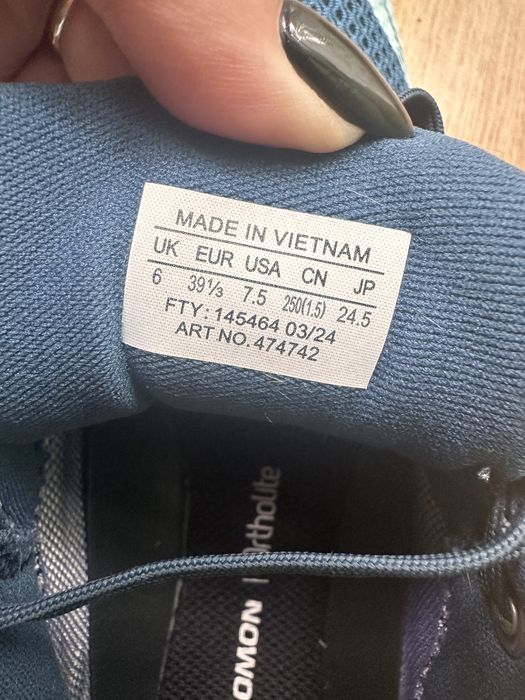 MADE IN VIETNAM
UK EUR USA CN JP
6 39⅓ 7.5 250(1.5) 24.5
FTY: 145464 03/24
ART NO. 474742
ortholite